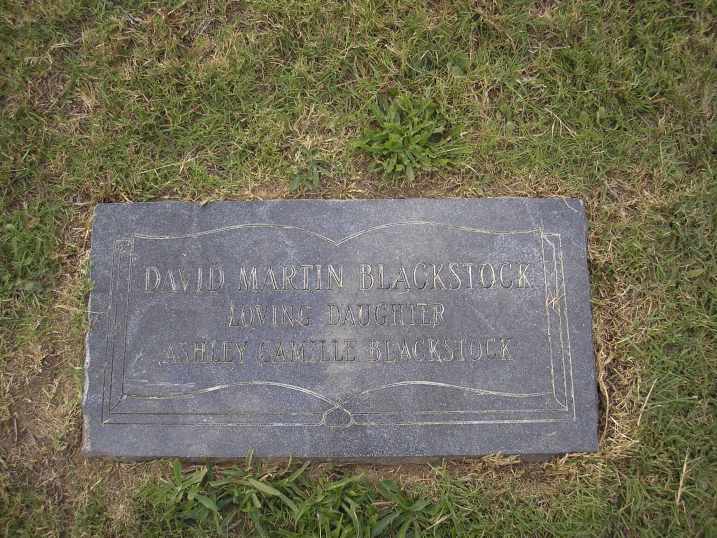 DAVID MARTIN BLACKSTOCK
LOVING DAUGHTER
ASHLEY CAMILLE BLACKSTOCK